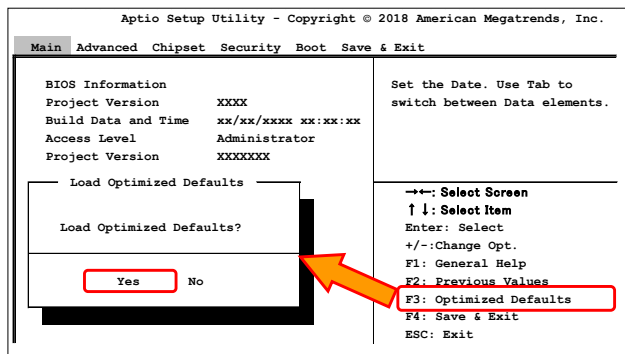 Aptio Setup Utility - Copyright © 2018 American Megatrends, Inc.
Main Advanced Chipset Security Boot Save & Exit
BIOS Information
Project Version XXXX
Build Data and Time xx/xx/xxxx xx:xx:xx
Access Level Administrator
Project Version XXXXXXX
Load Optimized Defaults
Load Optimized Defaults?
Yes No
Set the Date. Use Tab to
switch between Data elements.
→←: Select Screen
↑↓: Select Item
Enter: Select
+/-:Change Opt.
F1: General Help
F2: Previous Values
F3: Optimized Defaults
F4: Save & Exit
ESC: Exit